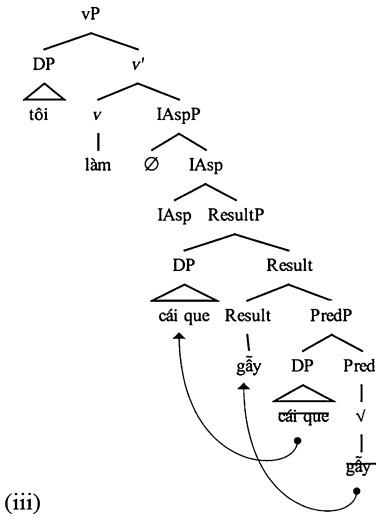 vP
DP v'
tôi v IAspP
làm ∅ IAsp
IAsp ResultP
DP Result
cái que Result PredP
gẫy DP Pred
cái que √
gẫy
(iii)